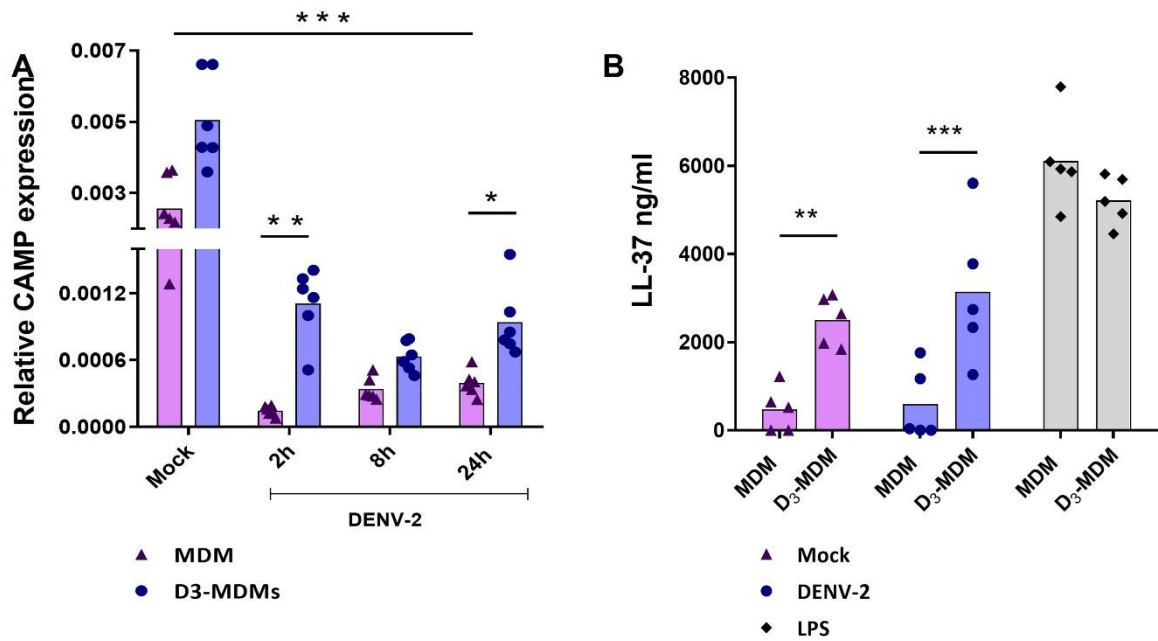 A
Relative CAMP expression
* * *
0.007
0.005
0.003
0.0012
0.0006
0.0000
* *
*
Mock
2h
8h
24h
DENV-2
MDM
D3-MDMs
B
LL-37 ng/ml
8000
6000
4000
2000
0
**
***
MDM
D₃-MDM
MDM
D₃-MDM
MDM
D₃-MDM
Mock
DENV-2
LPS